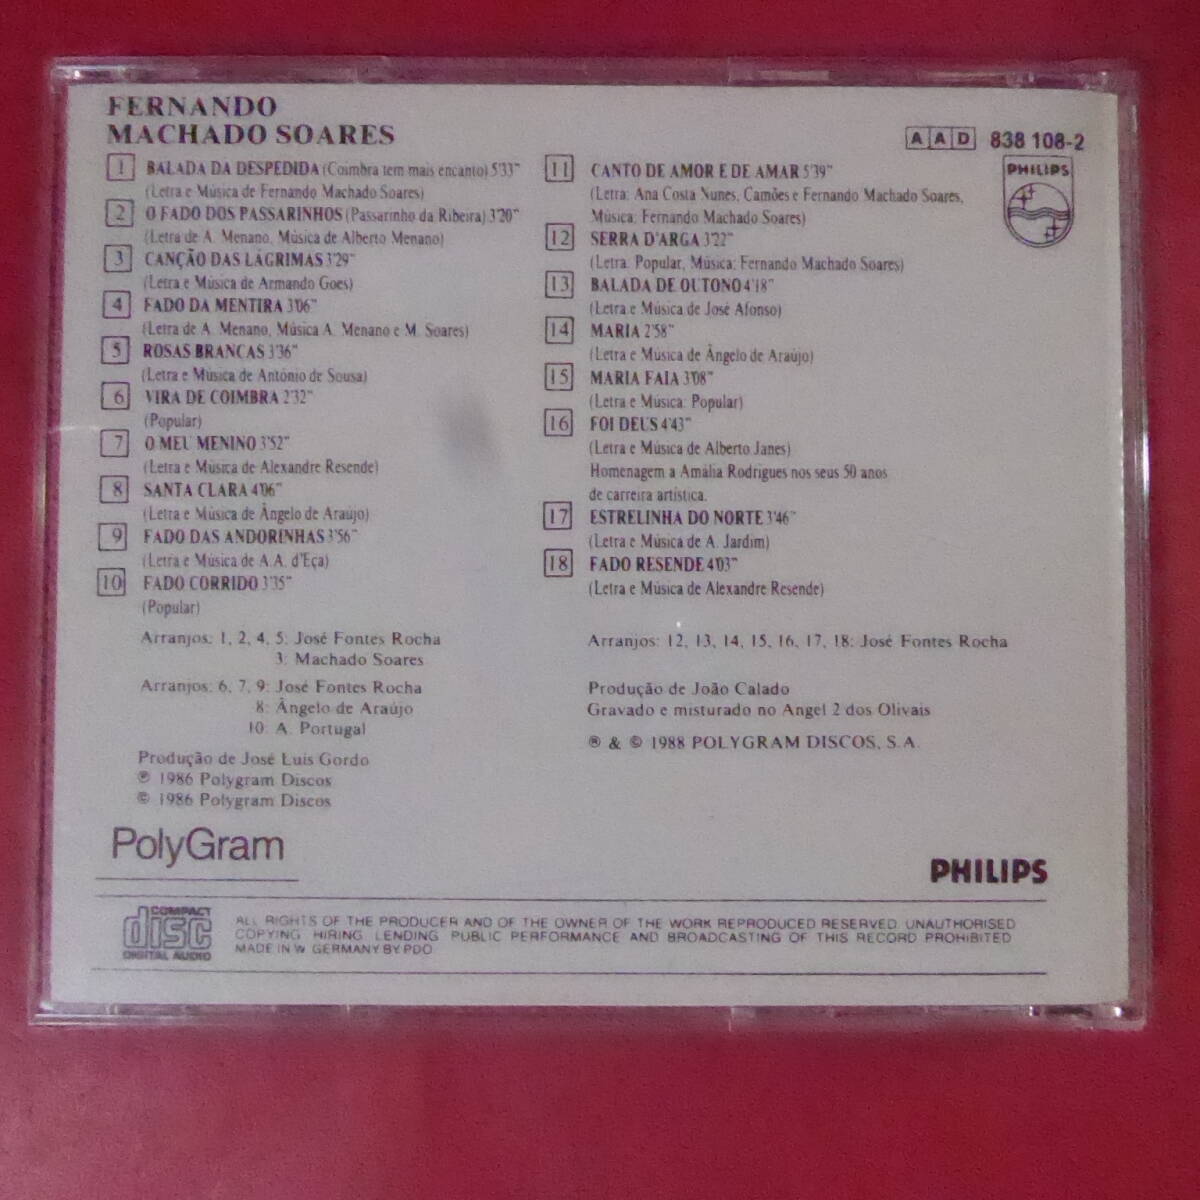 FERNANDO
MACHADO SOARES
AAD 838 108-2
PHILIPS
1 BALADA DA DESPEDIDA (Coimbra tem mais encanto) 5'33"
(Letra e Música de Fernando Machado Soares)
2 O FADO DOS PASSARINHOS (Passarinho da Ribeira) 3'20"
(Letra de A. Menano, Música de Alberto Menano)
3 CANÇÃO DAS LÁGRIMAS 3'29"
(Letra e Música de Armando Goes)
4 FADO DA MENTIRA 3'06"
(Letra de A. Menano, Música A. Menano e M. Soares)
5 ROSAS BRANCAS 3'36"
(Letra e Música de António de Sousa)
6 VIRA DE COIMBRA 2'32"
(Popular)
7 O MEU MENINO 3'52"
(Letra e Música de Alexandre Resende)
8 SANTA CLARA 4'06"
(Letra e Música de Ângelo de Araújo)
9 FADO DAS ANDORINHAS 3'56"
(Letra e Música de A.A. d'Eça)
10 FADO CORRIDO 3'35"
(Popular)
Arranjos: 1, 2, 4, 5: José Fontes Rocha
3: Machado Soares
Arranjos: 6, 7, 9: José Fontes Rocha
8: Ângelo de Araújo
10: A. Portugal
Produção de José Luis Gordo
℗ 1986 Polygram Discos
© 1986 Polygram Discos
11 CANTO DE AMOR E DE AMAR 5'39"
(Letra: Ana Costa Nunes, Camões e Fernando Machado Soares,
Música: Fernando Machado Soares)
12 SERRA D'ARGA 3'22"
(Letra: Popular, Música: Fernando Machado Soares)
13 BALADA DE OUTONO 4'18"
(Letra e Música de José Afonso)
14 MARIA 2'58"
(Letra e Música de Ângelo de Araújo)
15 MARIA FAIA 3'08"
(Letra e Música: Popular)
16 FOI DEUS 4'43"
(Letra e Música de Alberto Janes)
Homenagem a Amália Rodrigues nos seus 50 anos
de carreira artística.
17 ESTRELINHA DO NORTE 3'46"
(Letra e Música de A. Jardim)
18 FADO RESENDE 4'03"
(Letra e Música de Alexandre Resende)
Arranjos: 12, 13, 14, 15, 16, 17, 18: José Fontes Rocha
Produção de João Calado
Gravado e misturado no Angel 2 dos Olivais
® & © 1988 POLYGRAM DISCOS, S.A.
PolyGram
PHILIPS
COMPACT
disc
DIGITAL AUDIO
ALL RIGHTS OF THE PRODUCER AND OF THE OWNER OF THE WORK REPRODUCED RESERVED UNAUTHORISED
COPYING, HIRING, LENDING, PUBLIC PERFORMANCE AND BROADCASTING OF THIS RECORD PROHIBITED
MADE IN W. GERMANY BY PDO